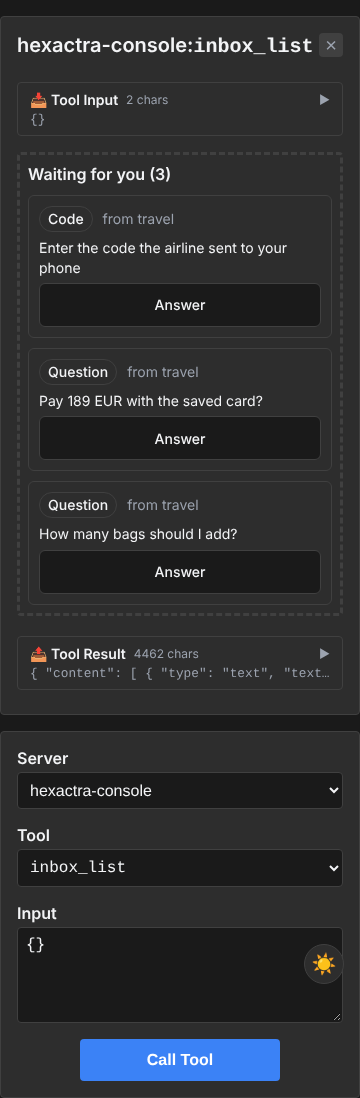 hexactra-console:inbox_list ✕
📥 Tool Input 2 chars ▶
{}
Waiting for you (3)
Code from travel
Enter the code the airline sent to your
phone
Answer
Question from travel
Pay 189 EUR with the saved card?
Answer
Question from travel
How many bags should I add?
Answer
📤 Tool Result 4462 chars ▶
{ "content": [ { "type": "text", "text…
Server
hexactra-console
Tool
inbox_list
Input
{}
Call Tool